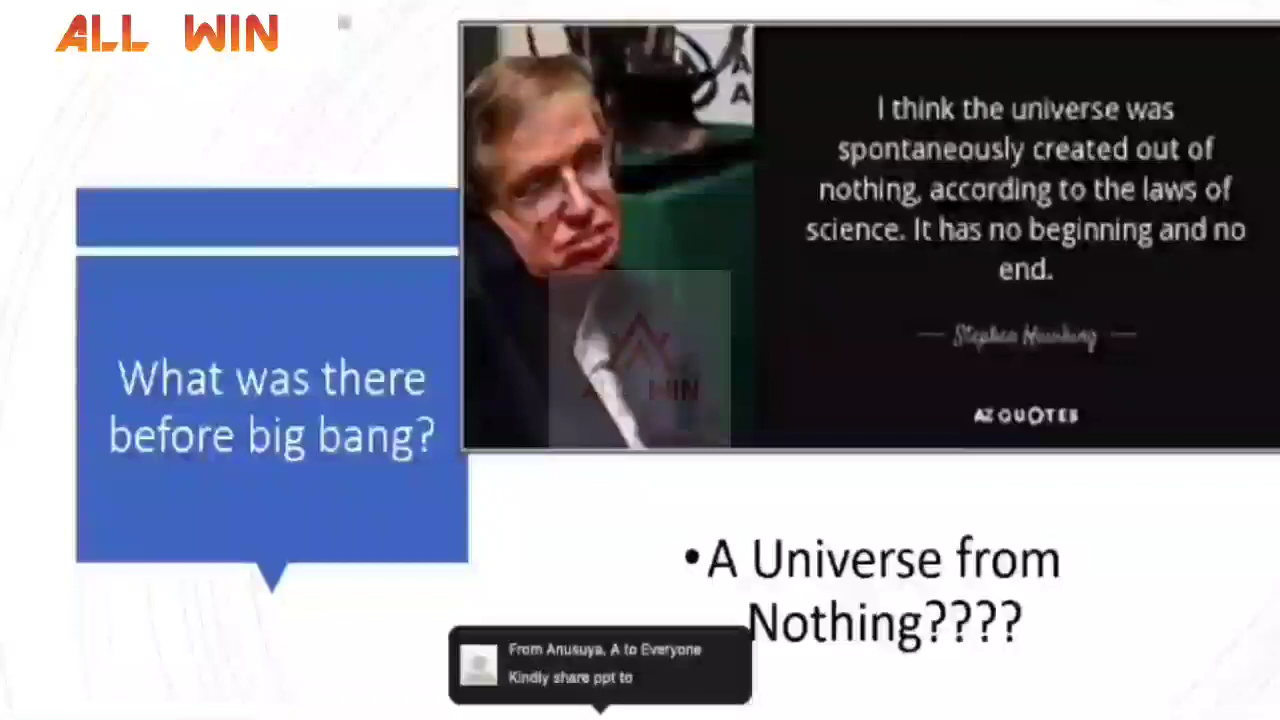 ALL WIN
A
A
I think the universe was
spontaneously created out of
nothing, according to the laws of
science. It has no beginning and no
end.
— Stephen Hawking —
AZ QUOTES
ALL WIN
What was there
before big bang?
•A Universe from
Nothing????
From Anusuya, A to Everyone
Kindly share ppt to